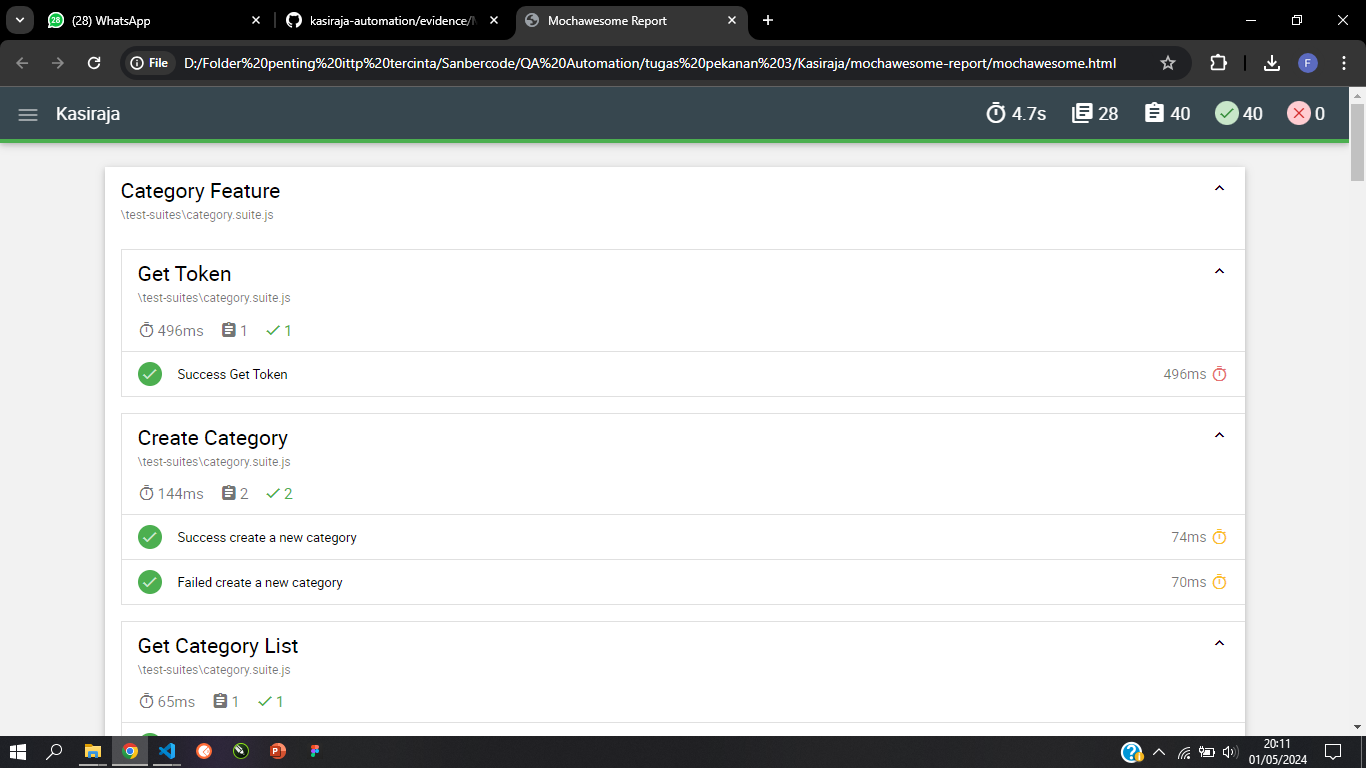 (28) WhatsApp
kasiraja-automation/evidence/
Mochawesome Report
File
D:/Folder%20penting%20ittp%20tercinta/Sanbercode/QA%20Automation/tugas%20pekanan%203/Kasiraja/mochawesome-report/mochawesome.html
F
Kasiraja
4.7s
28
40
40
0
Category Feature
\test-suites\category.suite.js
Get Token
\test-suites\category.suite.js
496ms
1
1
Success Get Token
496ms
Create Category
\test-suites\category.suite.js
144ms
2
2
Success create a new category
74ms
Failed create a new category
70ms
Get Category List
\test-suites\category.suite.js
65ms
1
1
20:11
01/05/2024